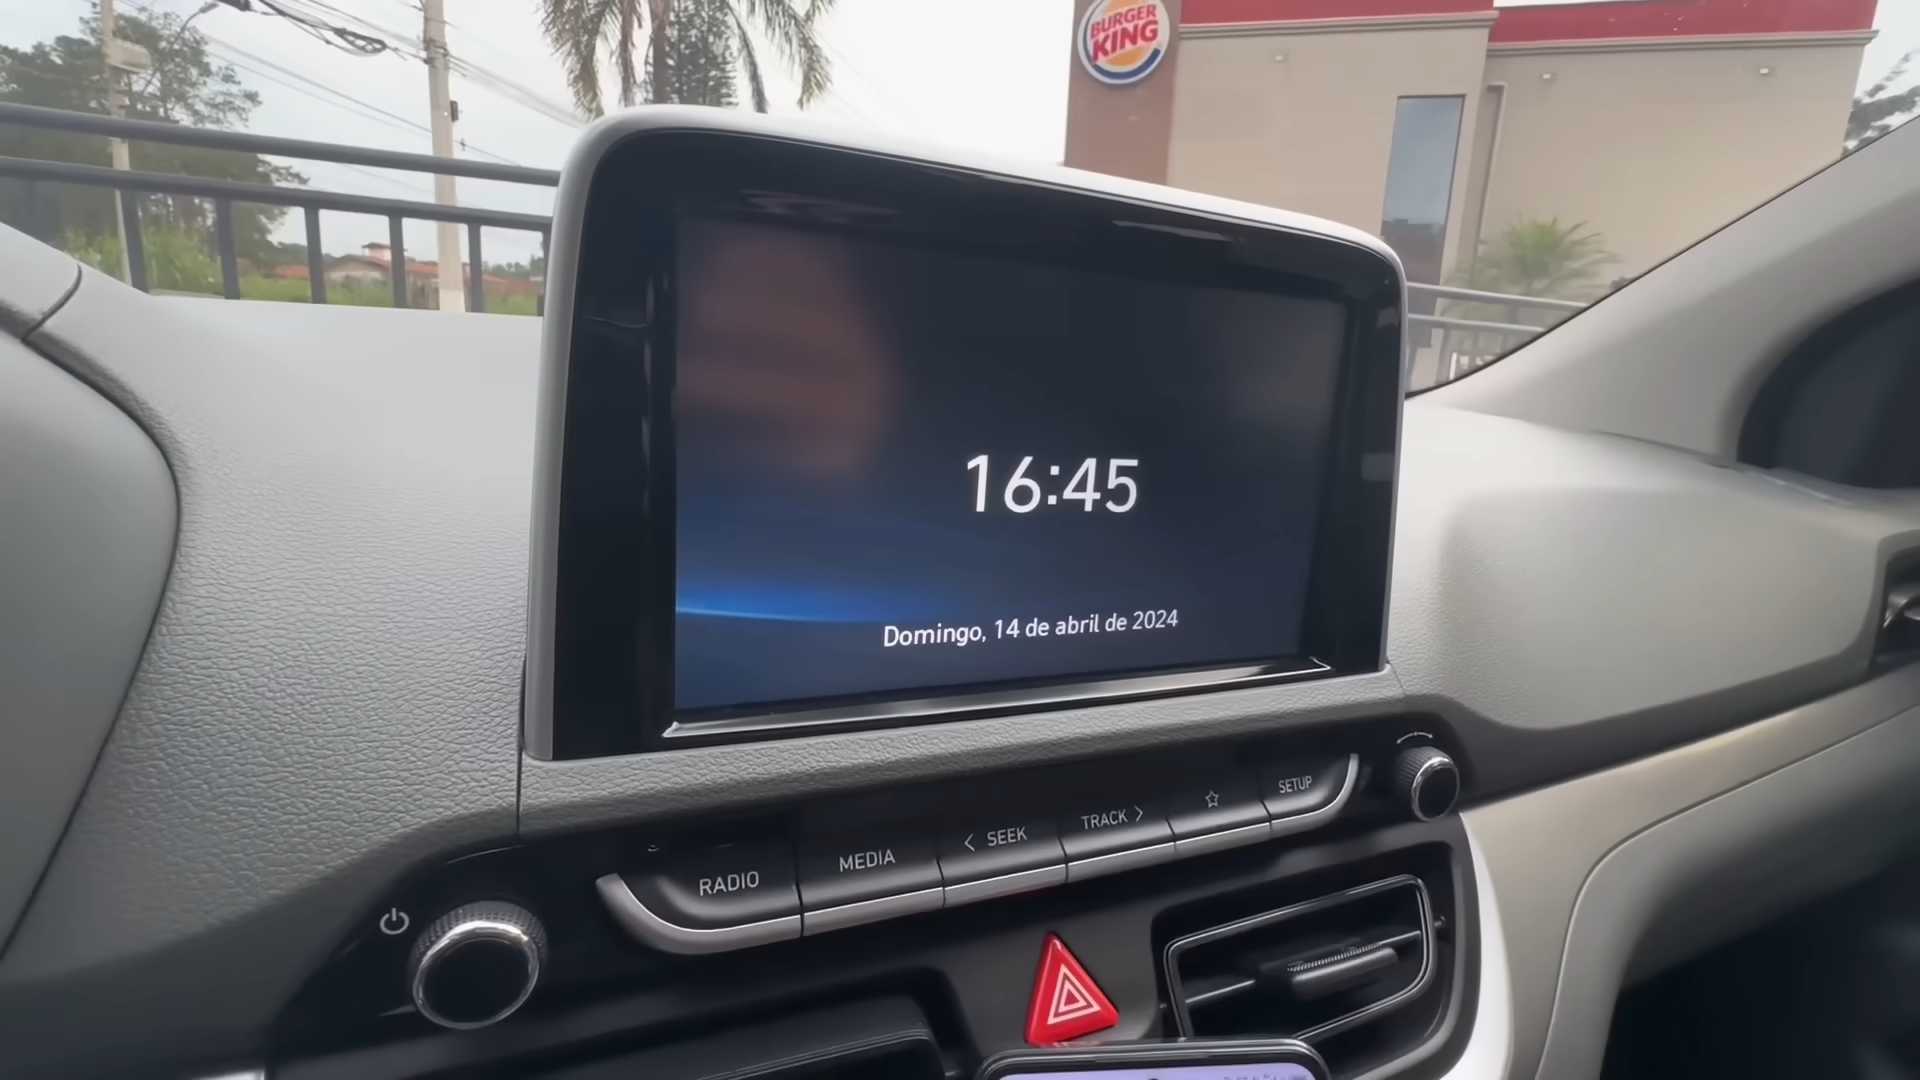 BURGER
KING
16:45
Domingo, 14 de abril de 2024
RADIO
MEDIA
SEEK
TRACK
SETUP